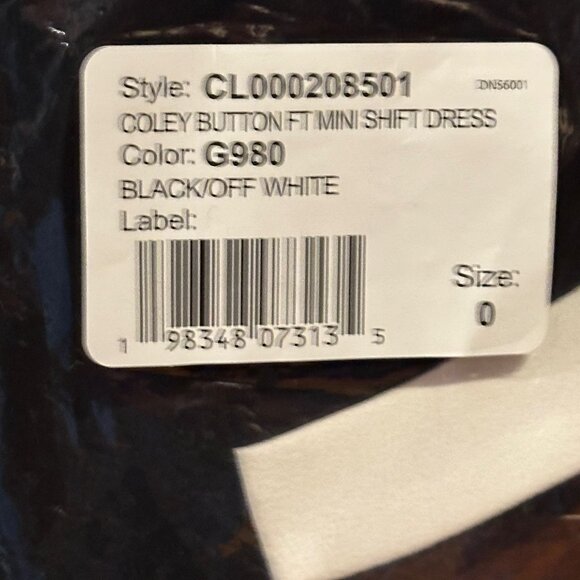 Style: CL000208501 DNS6001
COLEY BUTTON FT MINI SHIFT DRESS
Color: G980
BLACK/OFF WHITE
Label:
Size:
0
1 98348 07313 5